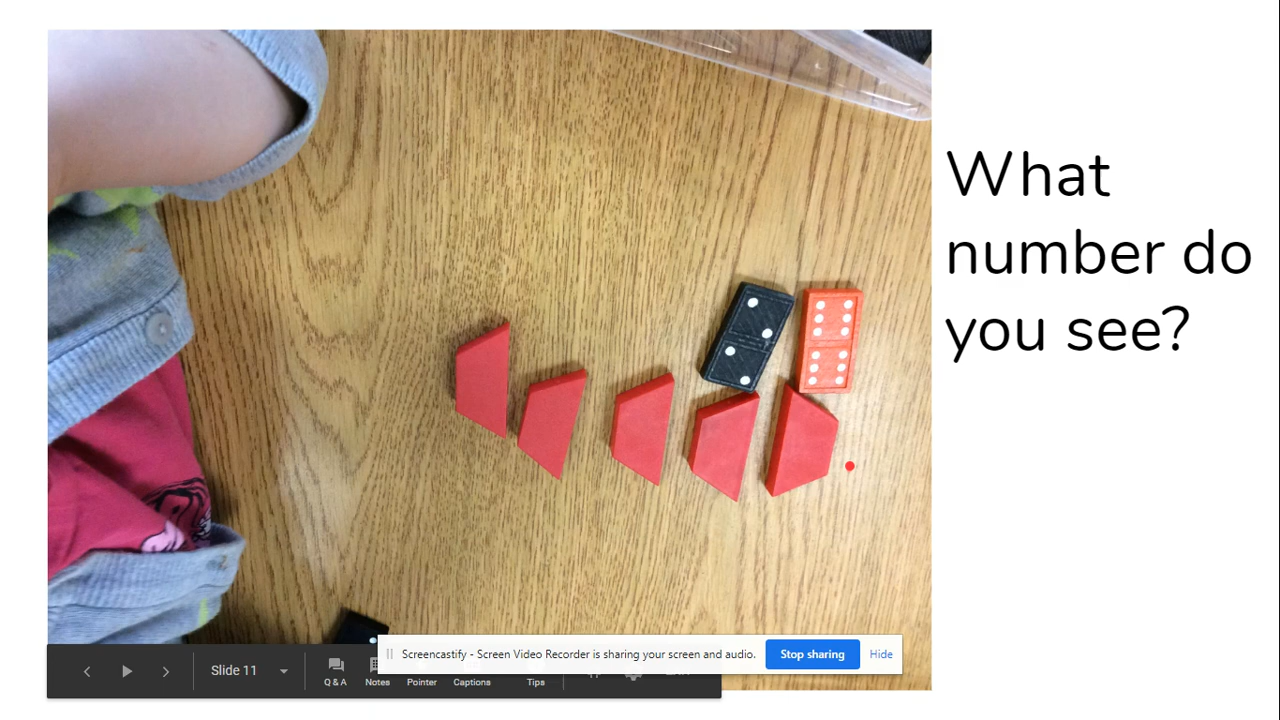 What
number do
you see?
Screencastify - Screen Video Recorder is sharing your screen and audio.
Stop sharing
Hide
Slide 11
Q & A
Notes
Pointer
Captions
Tips